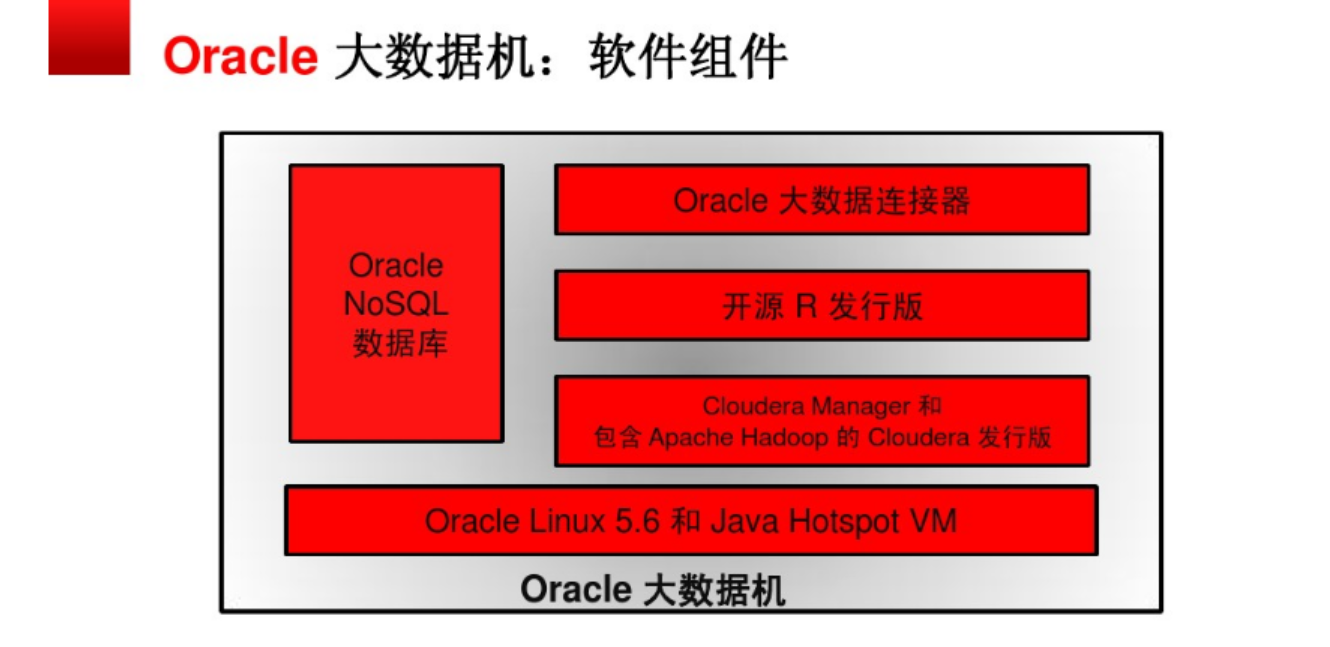 Oracle 大数据机：软件组件
Oracle
NoSQL
数据库
Oracle 大数据连接器
开源 R 发行版
Cloudera Manager 和
包含 Apache Hadoop 的 Cloudera 发行版
Oracle Linux 5.6 和 Java Hotspot VM
Oracle 大数据机